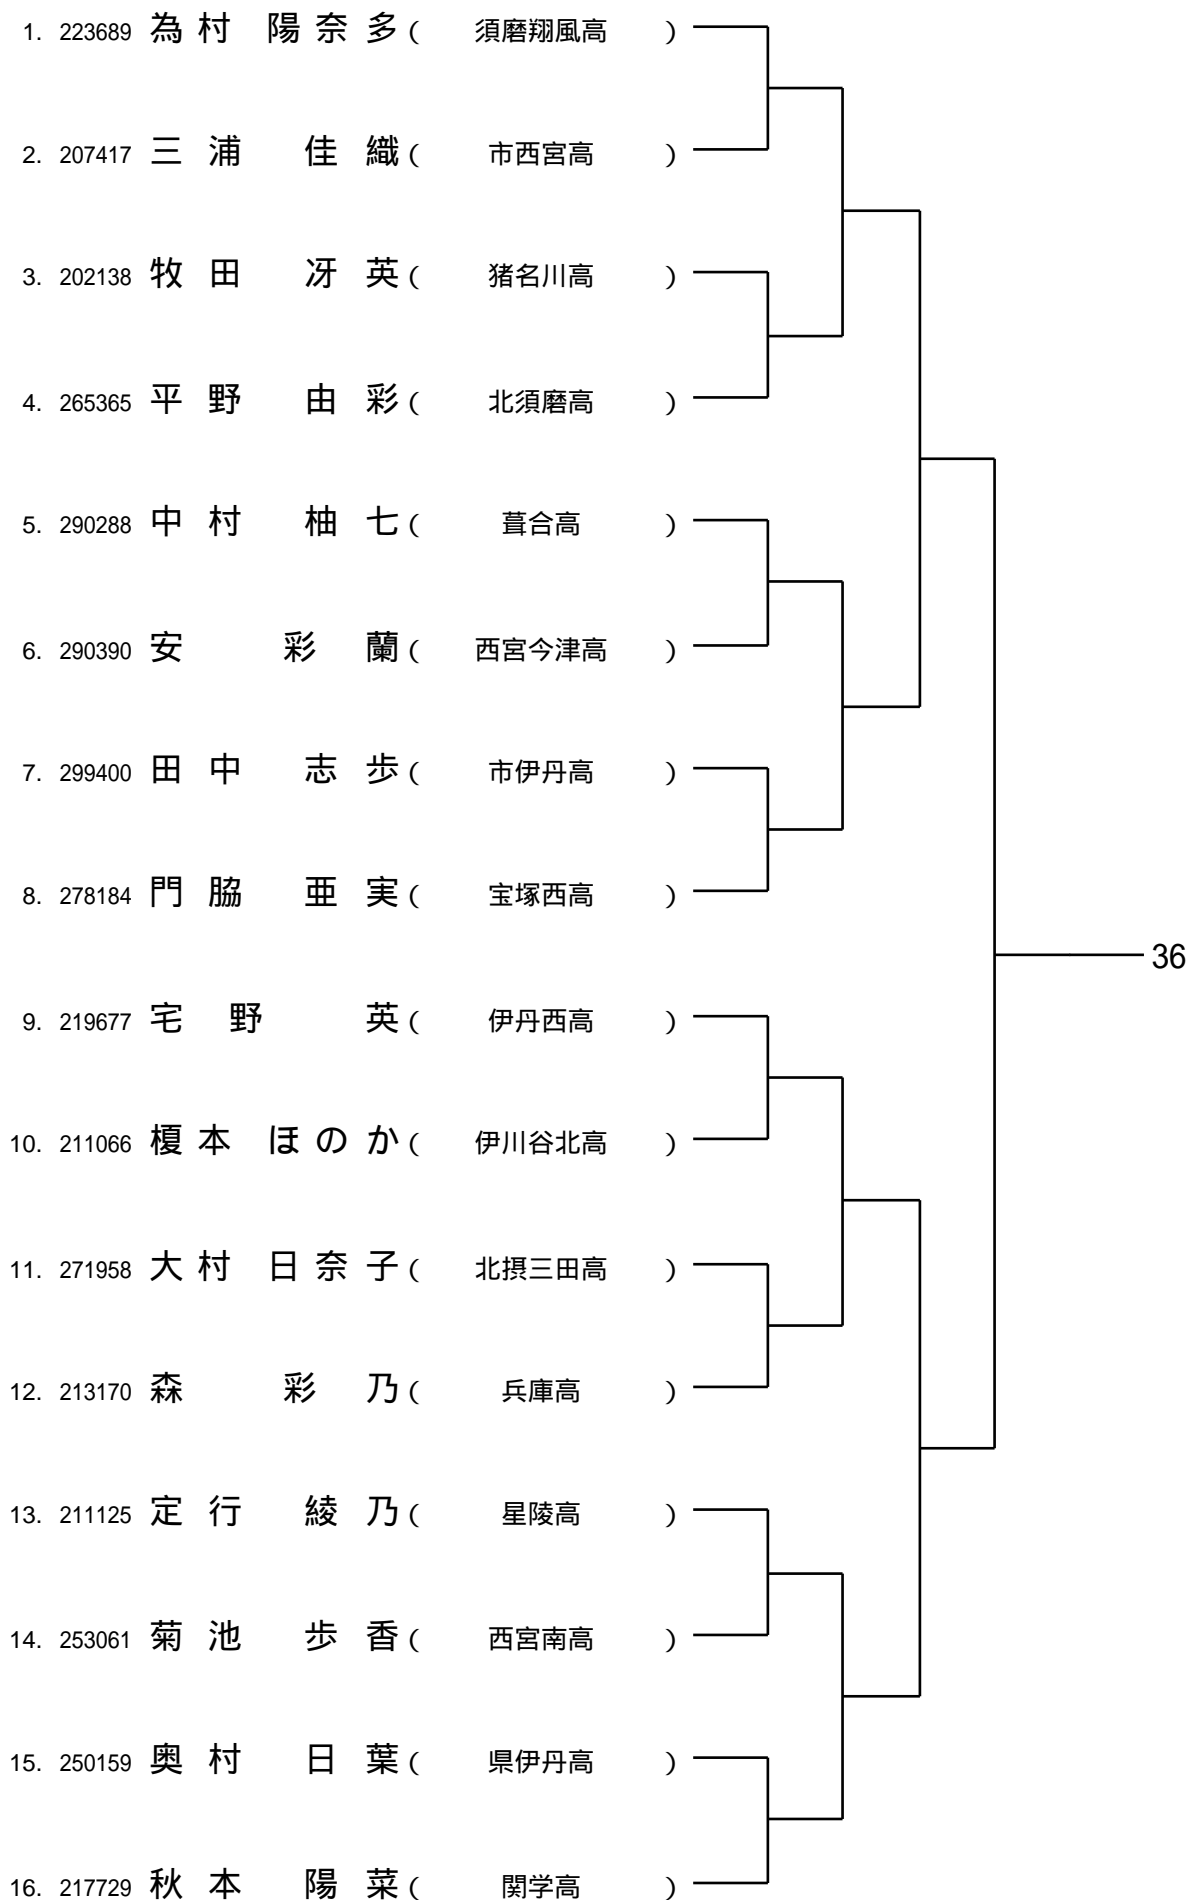 1. 223689 為村 陽奈多 ( 須磨翔風高 )
2. 207417 三浦 佳織 ( 市西宮高 )
3. 202138 牧田 冴英 ( 猪名川高 )
4. 265365 平野 由彩 ( 北須磨高 )
5. 290288 中村 柚七 ( 葺合高 )
6. 290390 安 彩蘭 ( 西宮今津高 )
7. 299400 田中 志歩 ( 市伊丹高 )
8. 278184 門脇 亜実 ( 宝塚西高 )
36
9. 219677 宅野 英 ( 伊丹西高 )
10. 211066 榎本 ほのか ( 伊川谷北高 )
11. 271958 大村 日奈子 ( 北摂三田高 )
12. 213170 森 彩乃 ( 兵庫高 )
13. 211125 定行 綾乃 ( 星陵高 )
14. 253061 菊池 歩香 ( 西宮南高 )
15. 250159 奥村 日葉 ( 県伊丹高 )
16. 217729 秋本 陽菜 ( 関学高 )